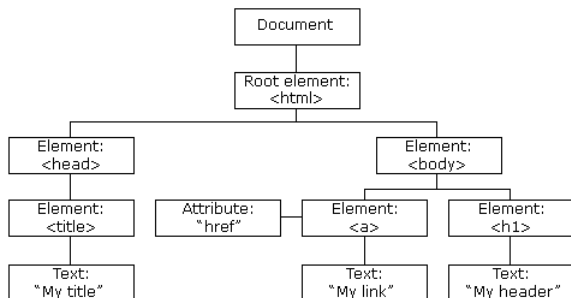 Document
Root element:
<html>
Element:
<head>
Element:
<body>
Element:
<title>
Attribute:
“href”
Element:
<a>
Element:
<h1>
Text:
“My title”
Text:
“My link”
Text:
“My header”